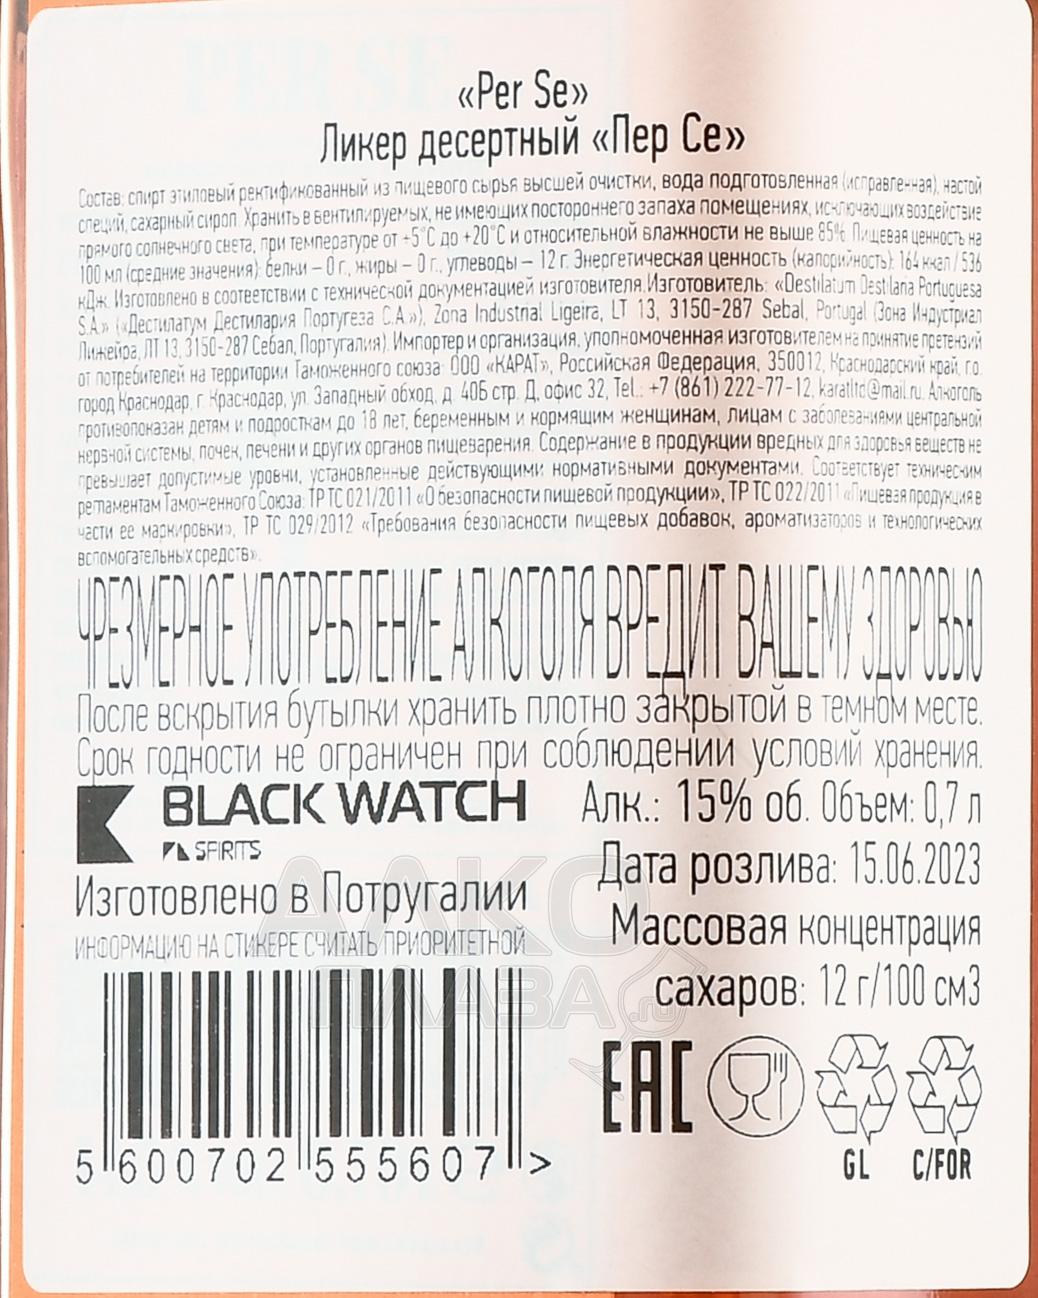 «Per Se»
Ликер десертный «Пер Се»
Состав: спирт этиловый ректификованный из пищевого сырья высшей очистки, вода подготовленная (исправленная), настой
специй, сахарный сироп. Хранить в вентилируемых, не имеющих постороннего запаха помещениях, исключающих воздействие
прямого солнечного света, при температуре от +5°С до +20°С и относительной влажности не выше 85%. Пищевая ценность на
100 мл (средние значения): белки – 0 г, жиры – 0 г., углеводы – 12 г. Энергетическая ценность (калорийность): 164 ккал / 536
кДж. Изготовлено в соответствии с технической документацией изготовителя.Изготовитель: «Destilatum Destilaria Portuguesa
S.A.» («Дестилатум Дестилария Португеза С.А.»), Zona Industrial Ligeira, LT 13, 3150-287 Sebal, Portugal (Зона Индустриал
Лижейра, ЛТ 13, 3150-287 Себал, Португалия). Импортер и организация, уполномоченная изготовителем на принятие претензий
от потребителей на территории Таможенного союза: ООО «КАРАТ», Российская Федерация, 350012, Краснодарский край, г.о.
город Краснодар, г. Краснодар, ул. Западный обход, д. 40Б стр. Д, офис 32, Tel.: +7 (861) 222-77-12, karatltd@mail.ru. Алкоголь
противопоказан детям и подросткам до 18 лет, беременным и кормящим женщинам, лицам с заболеваниями центральной
нервной системы, почек, печени и других органов пищеварения. Содержание в продукции вредных для здоровья веществ не
превышает допустимые уровни, установленные действующими нормативными документами. Соответствует техническим
регламентам Таможенного Союза: ТР ТС 021/2011 «О безопасности пищевой продукции», ТР ТС 022/2011 «Пищевая продукция в
части ее маркировки», ТР ТС 029/2012 «Требования безопасности пищевых добавок, ароматизаторов и технологических
вспомогательных средств».
ЧРЕЗМЕРНОЕ УПОТРЕБЛЕНИЕ АЛКОГОЛЯ ВРЕДИТ ВАШЕМУ ЗДОРОВЬЮ
После вскрытия бутылки хранить плотно закрытой в темном месте.
Срок годности не ограничен при соблюдении условий хранения.
BLACK WATCH
SPIRITS
Алк.: 15% об. Объем: 0,7 л
Дата розлива: 15.06.2023
Изготовлено в Потругалии
Массовая концентрация
сахаров: 12 г/100 см3
ИНФОРМАЦИЮ НА СТИКЕРЕ СЧИТАТЬ ПРИОРИТЕТНОЙ
АЛКО
ПЛАВА.ru
5 600702 555607 >
EAC
GL
C/FOR